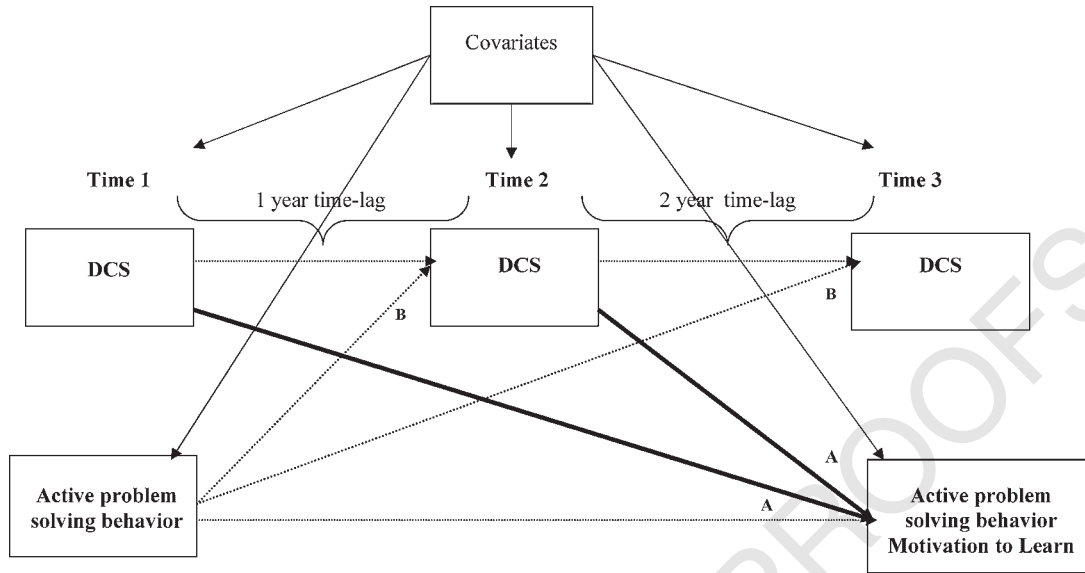 Covariates
Time 1
Time 2
Time 3
1 year time-lag
2 year time-lag
DCS
DCS
DCS
B
B
A
A
Active problem
solving behavior
Active problem
solving behavior
Motivation to Learn
PROOFS